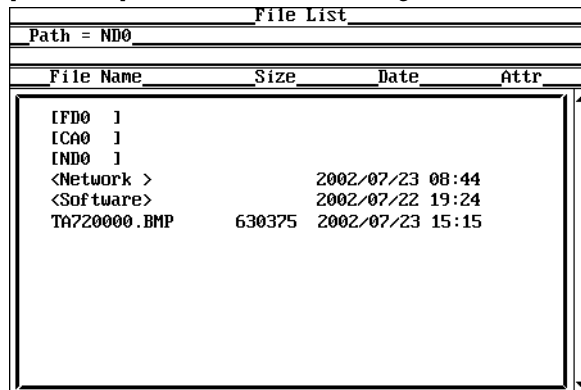 File List
Path = ND0
File Name Size Date Attr
[FD0 ]
[CA0 ]
[ND0 ]
<Network > 2002/07/23 08:44
<Software> 2002/07/22 19:24
TA720000.BMP 630375 2002/07/23 15:15